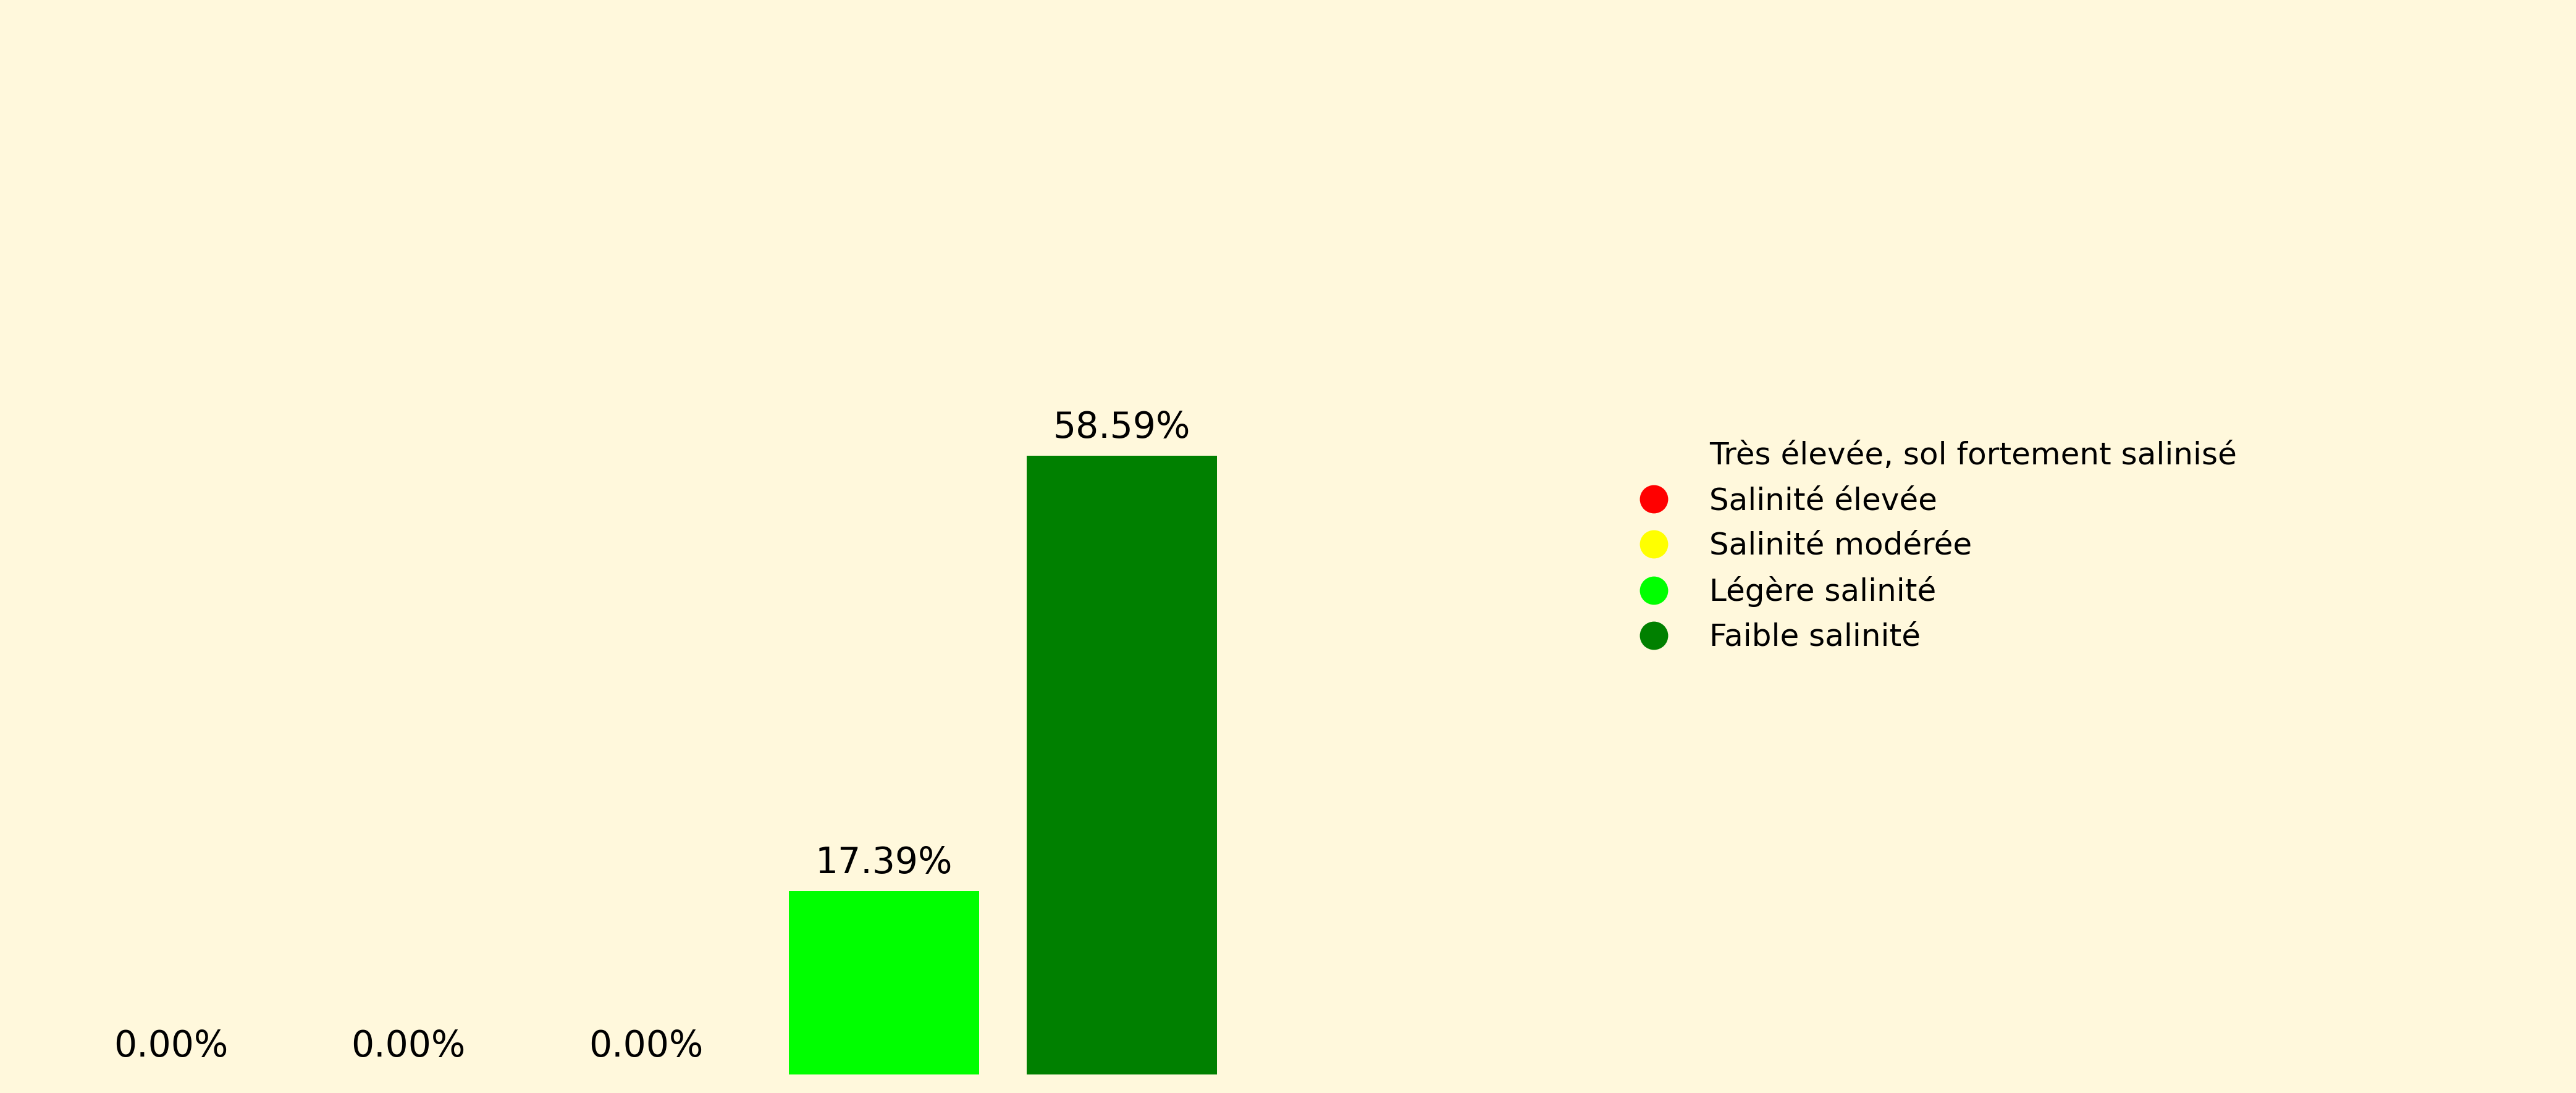 58.59%
17.39%
0.00%
0.00%
0.00%
Très élevée, sol fortement salinisé
Salinité élevée
Salinité modérée
Légère salinité
Faible salinité